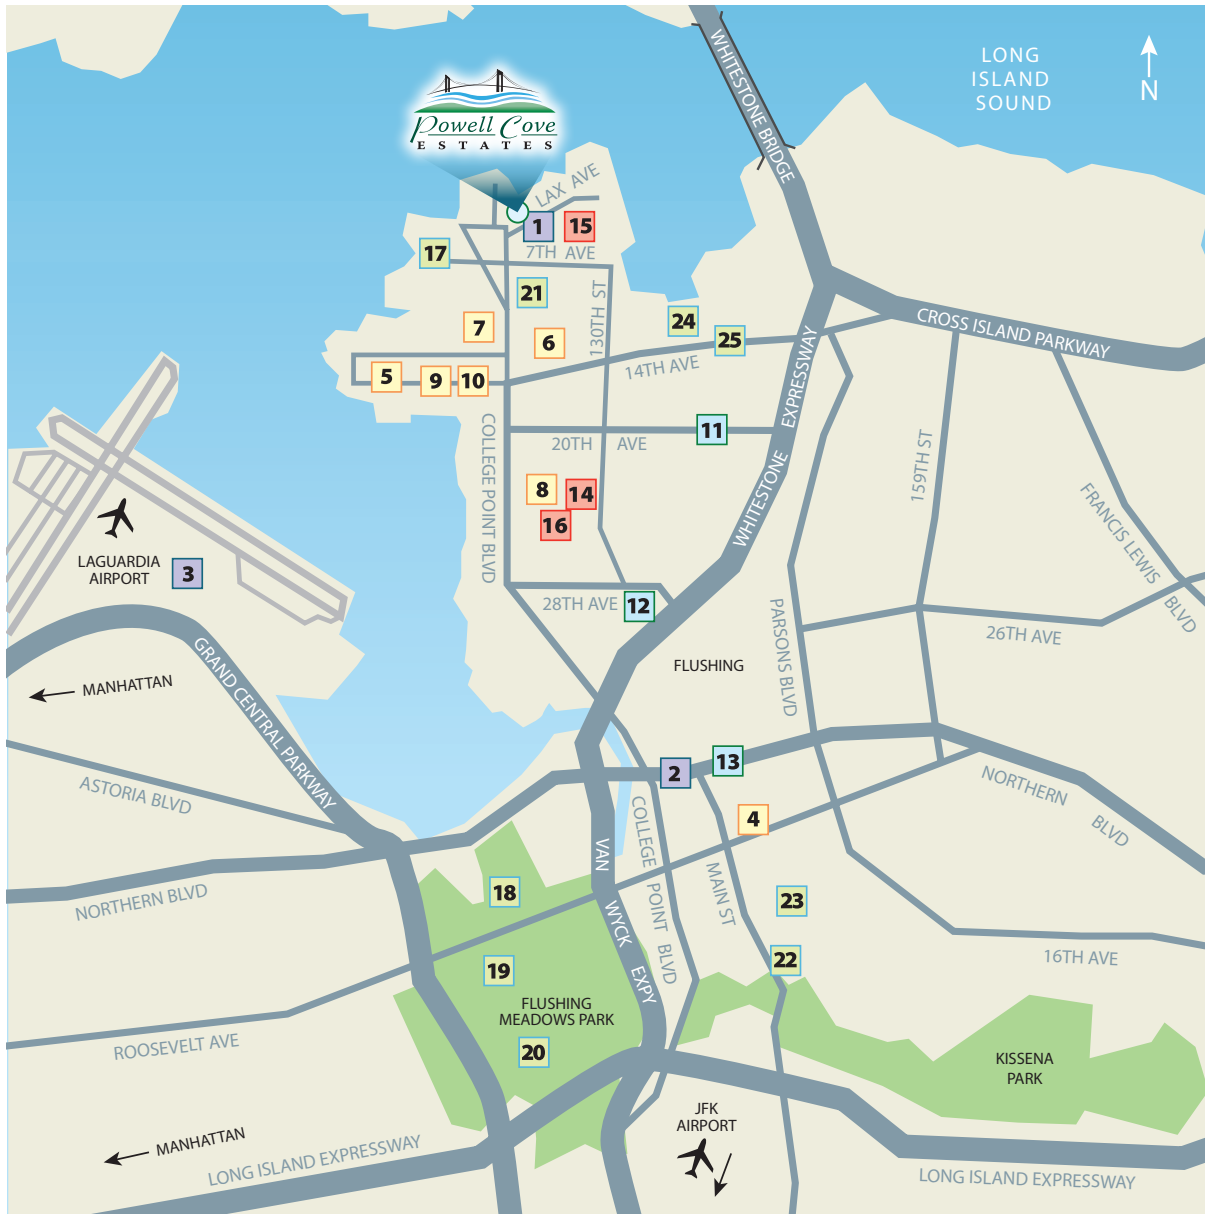 LONG
ISLAND
SOUND
N
WHITESTONE BRIDGE
Powell Cove
ESTATES
LAX AVE
1
15
7TH AVE
17
21
130TH ST
24
25
7
6
14TH AVE
CROSS ISLAND PARKWAY
5
9
10
WHITESTONE EXPRESSWAY
COLLEGE POINT BLVD
20TH AVE
11
159TH ST
FRANCIS LEWIS BLVD
8
14
16
LAGUARDIA
AIRPORT
3
28TH AVE
12
PARSONS BLVD
26TH AVE
FLUSHING
GRAND CENTRAL PARKWAY
MANHATTAN
ASTORIA BLVD
2
13
NORTHERN BLVD
4
COLLEGE POINT BLVD
VAN WYCK EXPY
MAIN ST
NORTHERN BLVD
18
23
22
16TH AVE
19
FLUSHING
MEADOWS PARK
20
ROOSEVELT AVE
KISSENA
PARK
JFK
AIRPORT
MANHATTAN
LONG ISLAND EXPRESSWAY
LONG ISLAND EXPRESSWAY